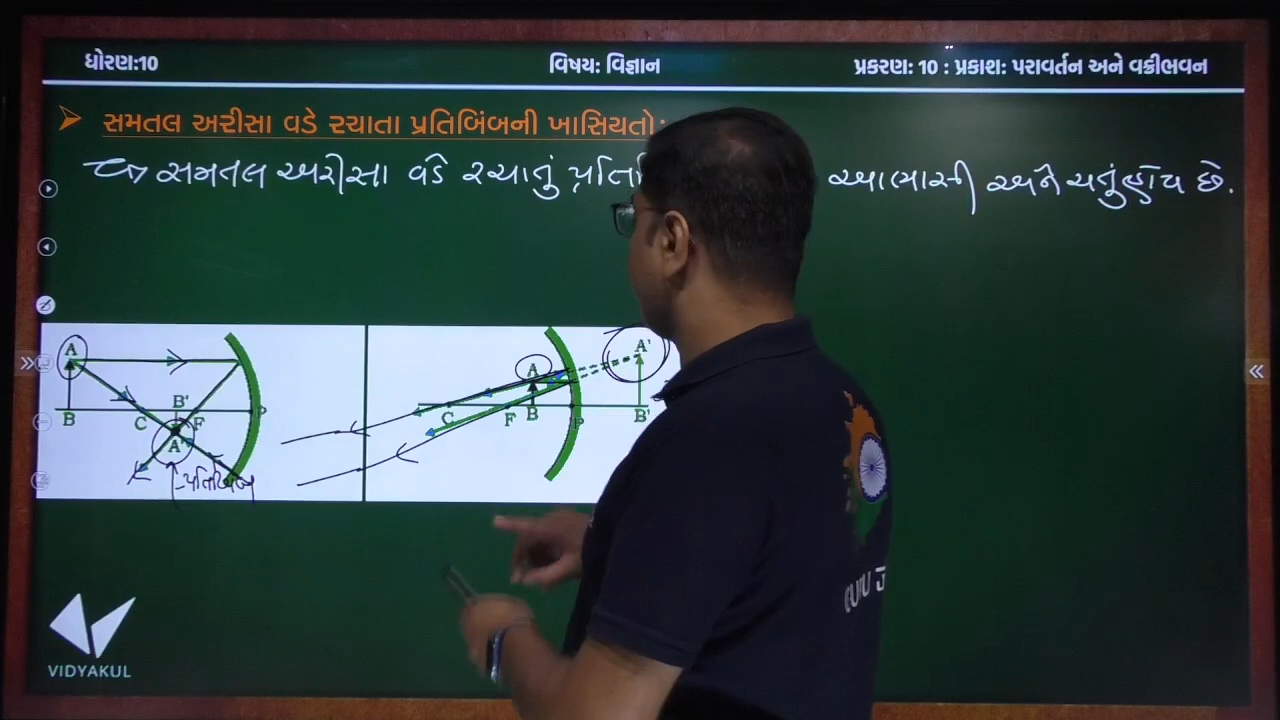 ધોરણ:10 વિષય: વિજ્ઞાન પ્રકરણ: 10 : પ્રકાશ: પરાવર્તન અને વક્રીભવન
સમતલ અરીસા વડે રચાતા પ્રતિબિંબની ખાસિયતો:
સમતલ અરીસા વડે રચાતું આભાસી અને ચતું હોય છે.
A B C B' F A' P
પ્રતિબિંબ
A A' C F B P B'
VIDYAKUL